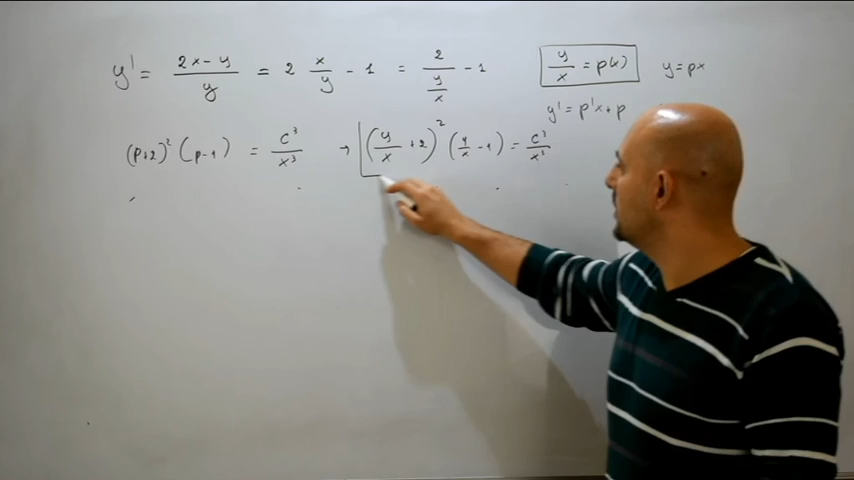 y' = (2x-y)/y = 2 x/y - 1 = 2/(y/x) - 1
y/x = p(x)
y = px
y' = p'x + p
(p+2)² (p-1) = c³/x³ → (y/x + 2)² (y/x - 1) = c³/x³